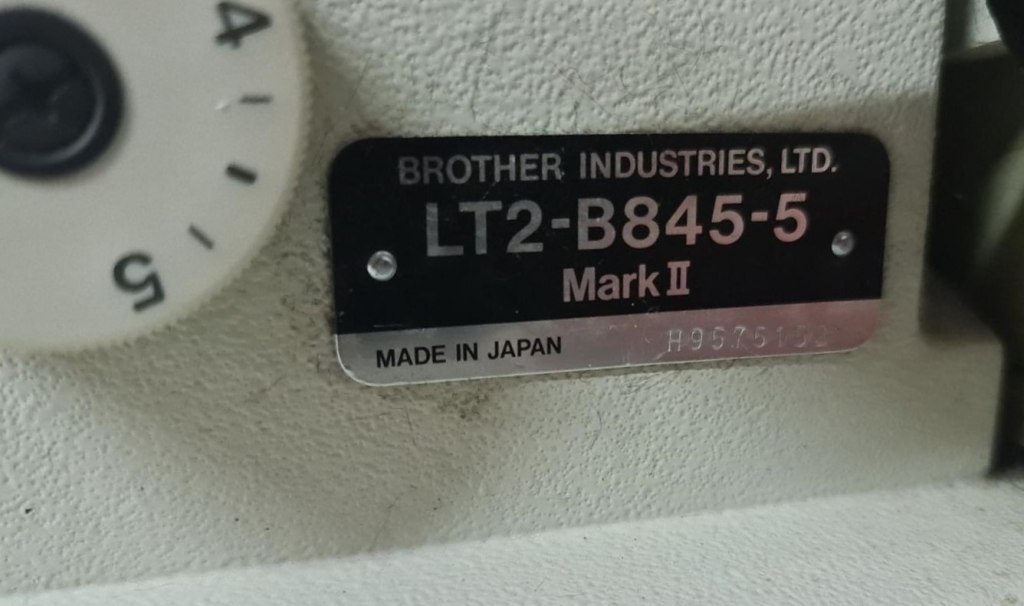 4
5
BROTHER INDUSTRIES, LTD.
LT2-B845-5
Mark II
MADE IN JAPAN